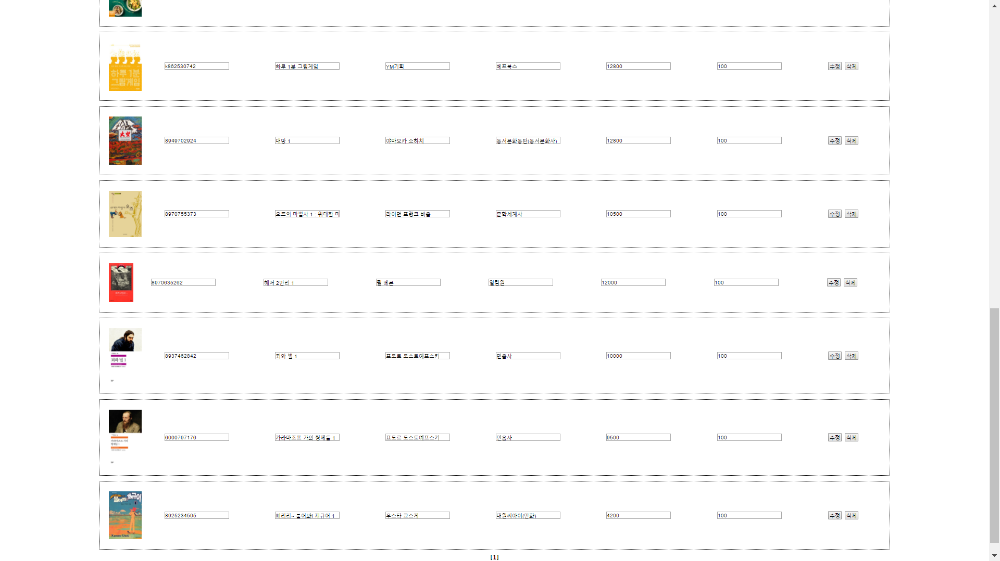 하루 1분
그림게임
k862530742 하루 1분 그림게임 YM기획 베프북스 12800 100 수정 삭제
大望
8949702924 대망 1 야마오카 소하치 동서문화동판(동서문화사) 12800 100 수정 삭제
오즈
8970755373 오즈의 마법사 1 : 위대한 마 라이먼 프랭크 바움 문학세계사 10500 100 수정 삭제
8970635262 해저 2만리 1 쥘 베른 열림원 12000 100 수정 삭제
죄와 벌 1
8937462842 죄와 벌 1 표도르 도스토예프스키 민음사 10000 100 수정 삭제
카라마조프 가의
형제들 1
6000797176 카라마조프 가의 형제들 1 표도르 도스토예프스키 민음사 9500 100 수정 삭제
불어봐! 재규어 1
8925234505 삐리리~ 불어봐! 재규어 1 우스타 쿄스케 대원씨아이(만화) 4200 100 수정 삭제
Kyosuke Usuta
[1]